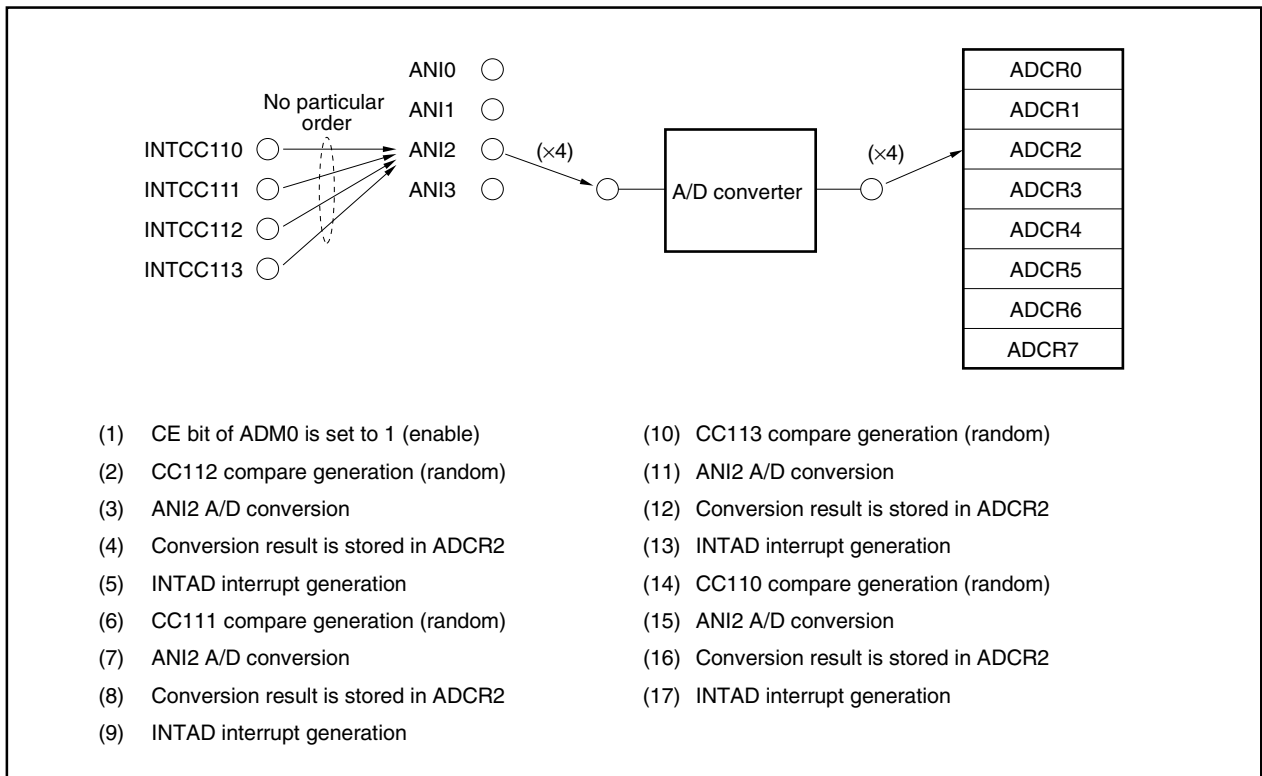 ANI0
ANI1
ANI2
ANI3
No particular
order
INTCC110
INTCC111
INTCC112
INTCC113
(×4)
A/D converter
(×4)
ADCR0
ADCR1
ADCR2
ADCR3
ADCR4
ADCR5
ADCR6
ADCR7
(1) CE bit of ADM0 is set to 1 (enable)
(2) CC112 compare generation (random)
(3) ANI2 A/D conversion
(4) Conversion result is stored in ADCR2
(5) INTAD interrupt generation
(6) CC111 compare generation (random)
(7) ANI2 A/D conversion
(8) Conversion result is stored in ADCR2
(9) INTAD interrupt generation
(10) CC113 compare generation (random)
(11) ANI2 A/D conversion
(12) Conversion result is stored in ADCR2
(13) INTAD interrupt generation
(14) CC110 compare generation (random)
(15) ANI2 A/D conversion
(16) Conversion result is stored in ADCR2
(17) INTAD interrupt generation